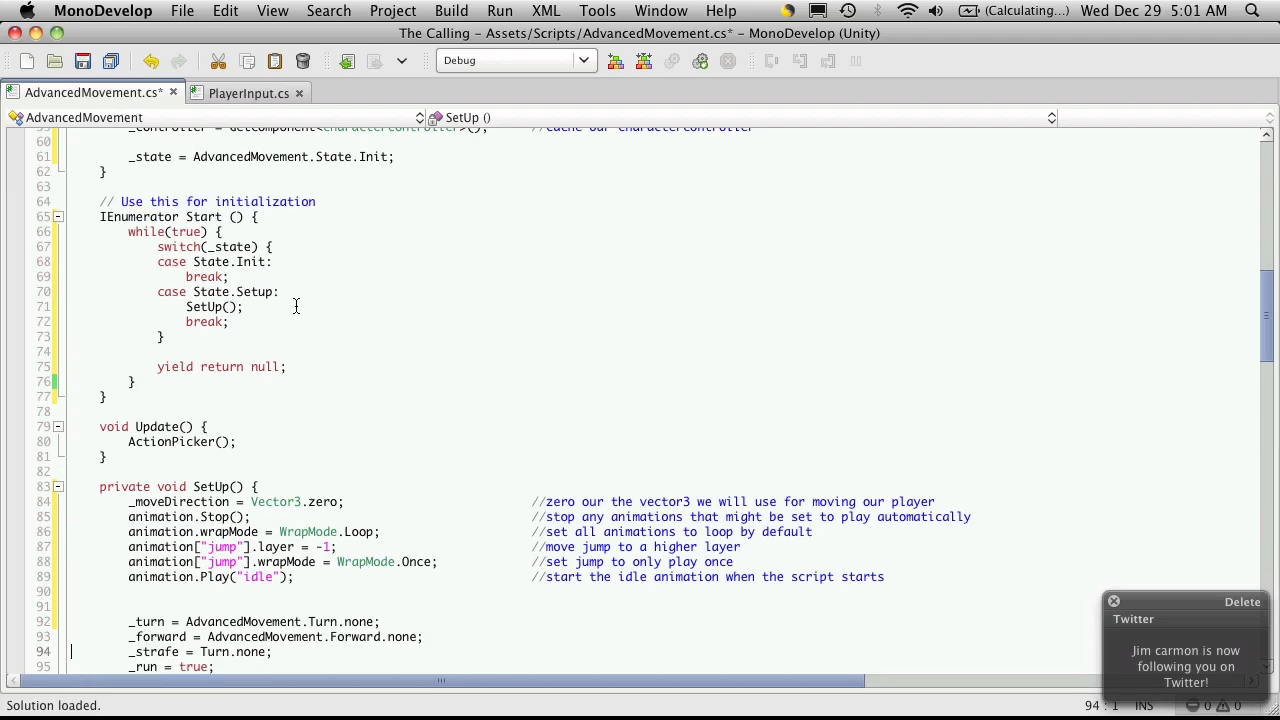 MonoDevelop File Edit View Search Project Build Run XML Tools Window Help (Calculating...) Wed Dec 29 5:01 AM
The Calling – Assets/Scripts/AdvancedMovement.cs* – MonoDevelop (Unity)
Debug
AdvancedMovement.cs* PlayerInput.cs
AdvancedMovement SetUp ()
59 _controller = GetComponent<CharacterController>(); //cache our charactercontroller
60
61 _state = AdvancedMovement.State.Init;
62 }
63
64 // Use this for initialization
65 IEnumerator Start () {
66 while(true) {
67 switch(_state) {
68 case State.Init:
69 break;
70 case State.Setup:
71 SetUp();
72 break;
73 }
74
75 yield return null;
76 }
77 }
78
79 void Update() {
80 ActionPicker();
81 }
82
83 private void SetUp() {
84 _moveDirection = Vector3.zero; //zero our the vector3 we will use for moving our player
85 animation.Stop(); //stop any animations that might be set to play automatically
86 animation.wrapMode = WrapMode.Loop; //set all animations to loop by default
87 animation["jump"].layer = -1; //move jump to a higher layer
88 animation["jump"].wrapMode = WrapMode.Once; //set jump to only play once
89 animation.Play("idle"); //start the idle animation when the script starts
90
91
92 _turn = AdvancedMovement.Turn.none;
93 _forward = AdvancedMovement.Forward.none;
94 _strafe = Turn.none;
95 _run = true;
Delete
Twitter
Jim carmon is now
following you on
Twitter!
Solution loaded. 94 : 1 INS 0 0